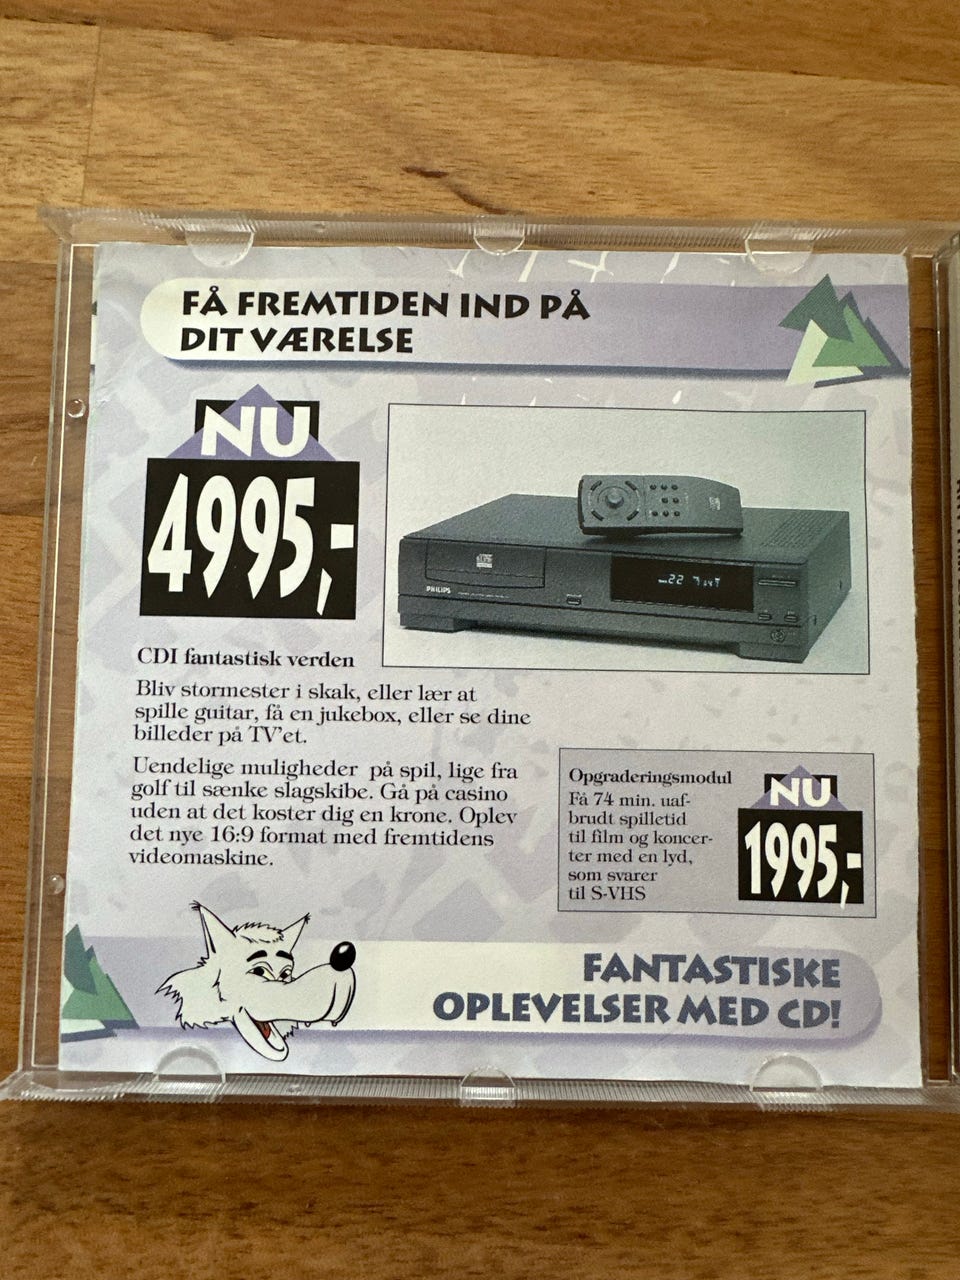 FÅ FREMTIDEN IND PÅ
DIT VÆRELSE
NU
4995,-
PHILIPS
CDI fantastisk verden
Bliv stormester i skak, eller lær at
spille guitar, få en jukebox, eller se dine
billeder på TV'et.
Uendelige muligheder på spil, lige fra
golf til sænke slagskibe. Gå på casino
uden at det koster dig en krone. Oplev
det nye 16:9 format med fremtidens
videomaskine.
Opgraderingsmodul
Få 74 min. uaf-
brudt spilletid
til film og koncer-
ter med en lyd,
som svarer
til S-VHS
NU
1995,-
FANTASTISKE
OPLEVELSER MED CD!